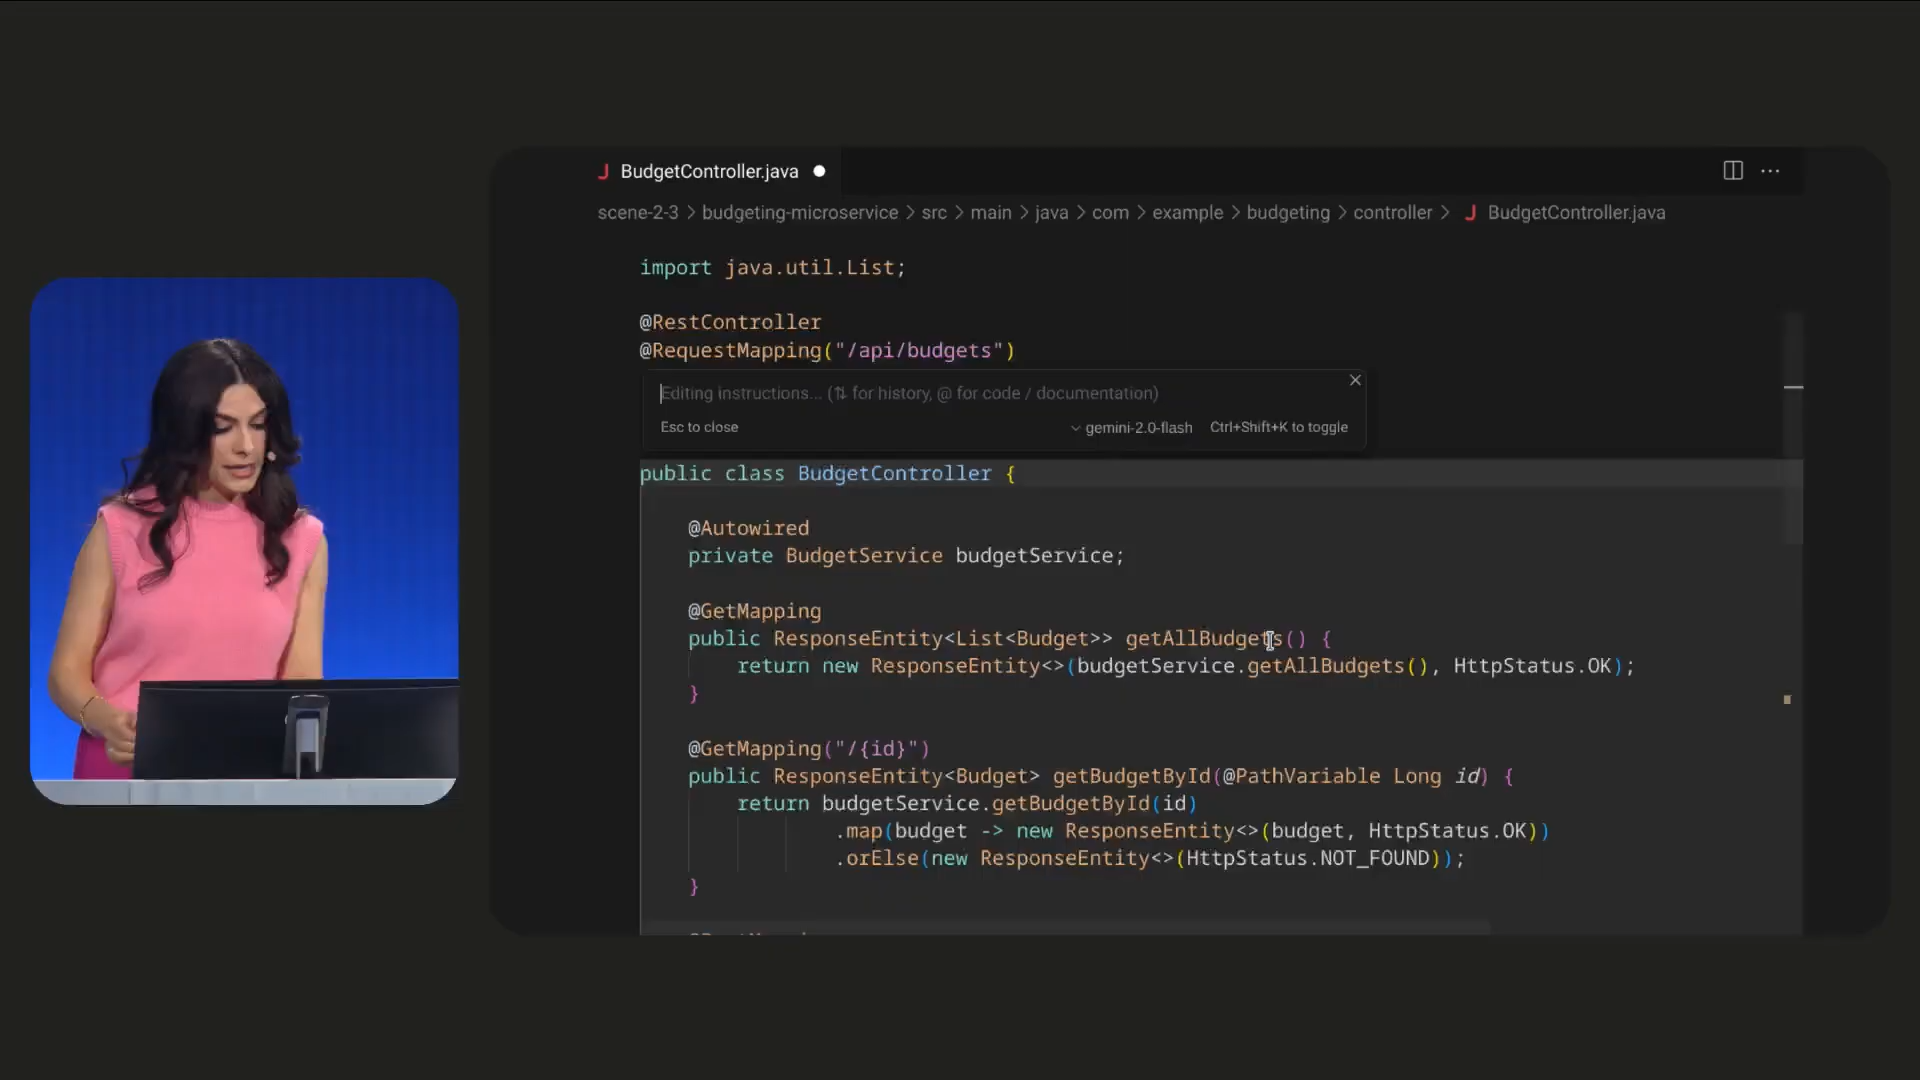 BudgetController.java
scene-2-3 > budgeting-microservice > src > main > java > com > example > budgeting > controller > J BudgetController.java
import java.util.List;
@RestController
@RequestMapping("/api/budgets")
Editing instructions... (⇅ for history, @ for code / documentation)
Esc to close
gemini-2.0-flash
Ctrl+Shift+K to toggle
public class BudgetController {
@Autowired
private BudgetService budgetService;
@GetMapping
public ResponseEntity<List<Budget>> getAllBudgets() {
return new ResponseEntity<>(budgetService.getAllBudgets(), HttpStatus.OK);
}
@GetMapping("/{id}")
public ResponseEntity<Budget> getBudgetById(@PathVariable Long id) {
return budgetService.getBudgetById(id)
.map(budget -> new ResponseEntity<>(budget, HttpStatus.OK))
.orElse(new ResponseEntity<>(HttpStatus.NOT_FOUND));
}